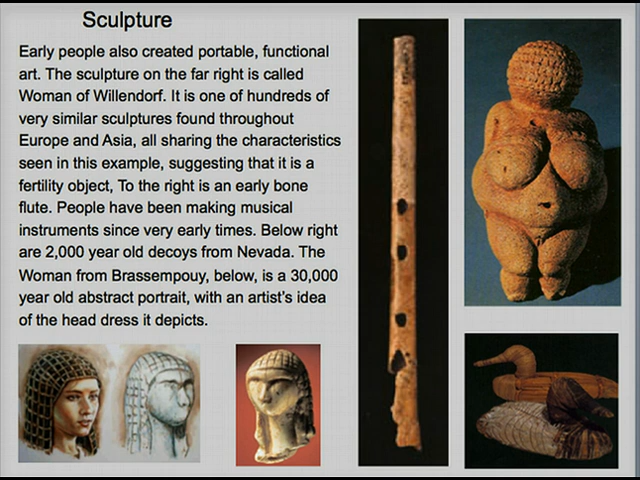 Sculpture
Early people also created portable, functional
art. The sculpture on the far right is called
Woman of Willendorf. It is one of hundreds of
very similar sculptures found throughout
Europe and Asia, all sharing the characteristics
seen in this example, suggesting that it is a
fertility object, To the right is an early bone
flute. People have been making musical
instruments since very early times. Below right
are 2,000 year old decoys from Nevada. The
Woman from Brassempouy, below, is a 30,000
year old abstract portrait, with an artist's idea
of the head dress it depicts.